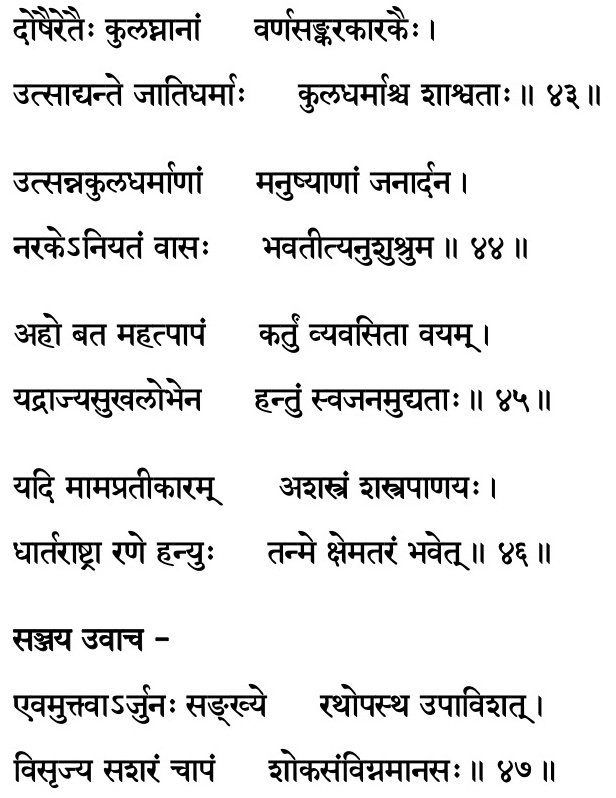 दोषैरेतैः कुलघ्नानां वर्णसङ्करकारकैः।
उत्साद्यन्ते जातिधर्माः कुलधर्माश्च शाश्वताः॥ ४३॥
उत्सन्नकुलधर्माणां मनुष्याणां जनार्दन।
नरकेऽनियतं वासः भवतीत्यनुशुश्रुम॥ ४४॥
अहो बत महत्पापं कर्तुं व्यवसिता वयम्।
यद्राज्यसुखलोभेन हन्तुं स्वजनमुद्यताः॥ ४५॥
यदि मामप्रतीकारम् अशस्त्रं शस्त्रपाणयः।
धार्तराष्ट्रा रणे हन्युः तन्मे क्षेमतरं भवेत्॥ ४६॥
सञ्जय उवाच -
एवमुक्तवाऽर्जुनः सङ्ख्ये रथोपस्थ उपाविशत्।
विसृज्य सशरं चापं शोकसंविग्नमानसः॥ ४७॥